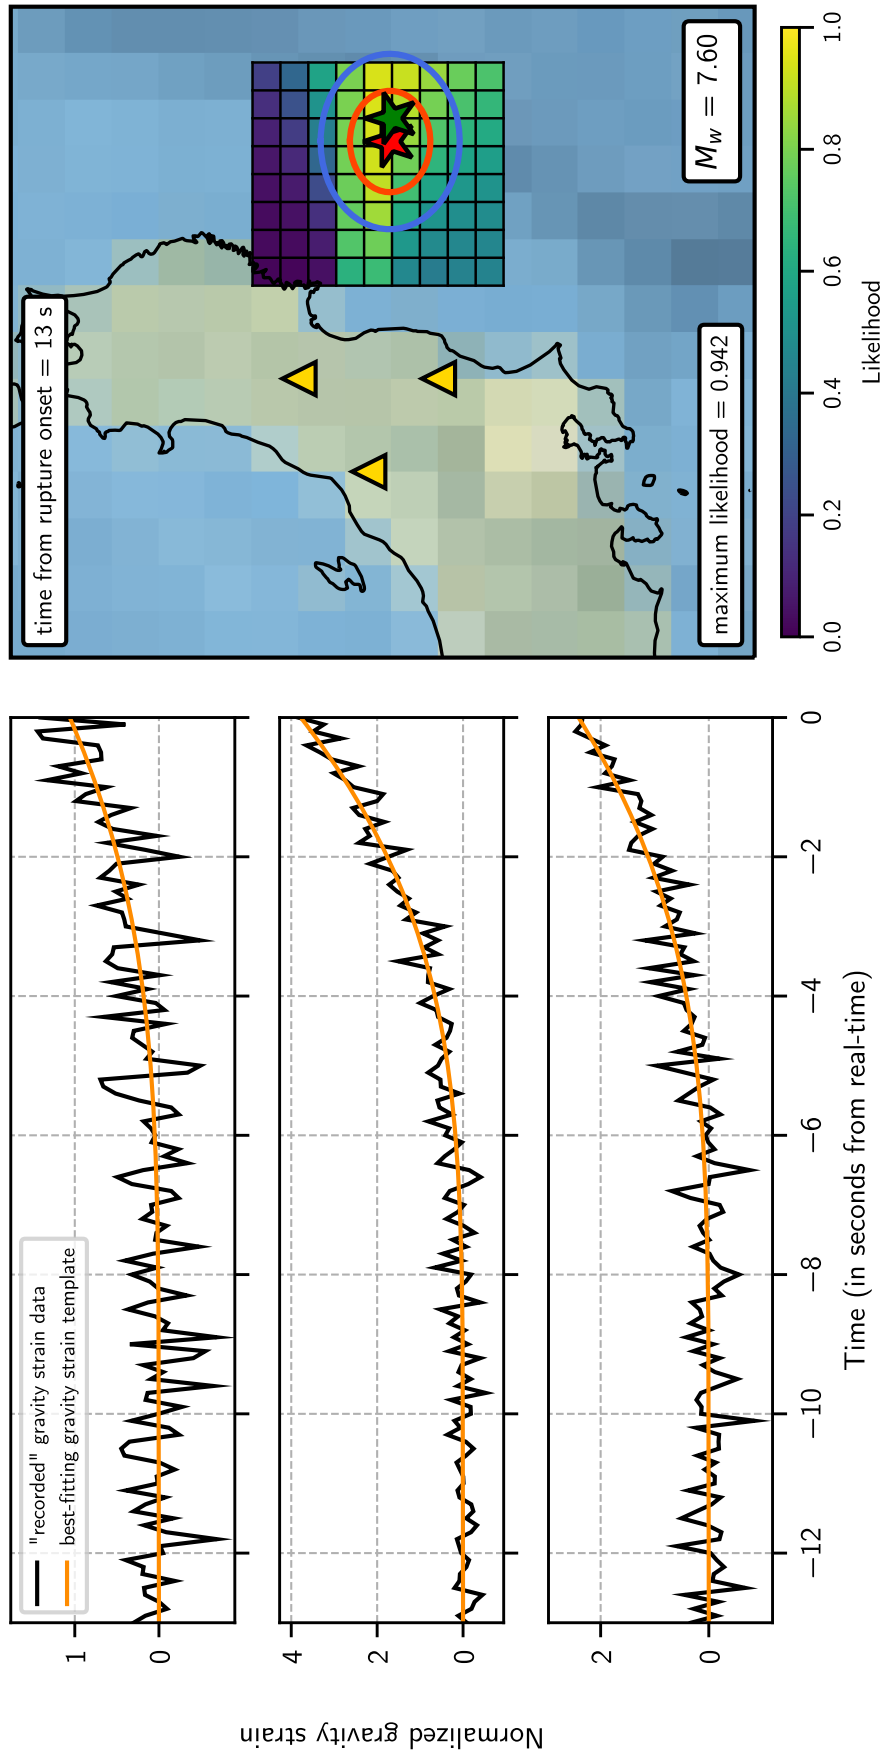 "recorded" gravity strain data
best-fitting gravity strain template
1
0
4
2
0
2
0
−12
−10
−8
−6
−4
−2
0
Time (in seconds from real-time)
Normalized gravity strain
time from rupture onset = 13 s
maximum likelihood = 0.942
Mw = 7.60
0.0
0.2
0.4
0.6
0.8
1.0
Likelihood